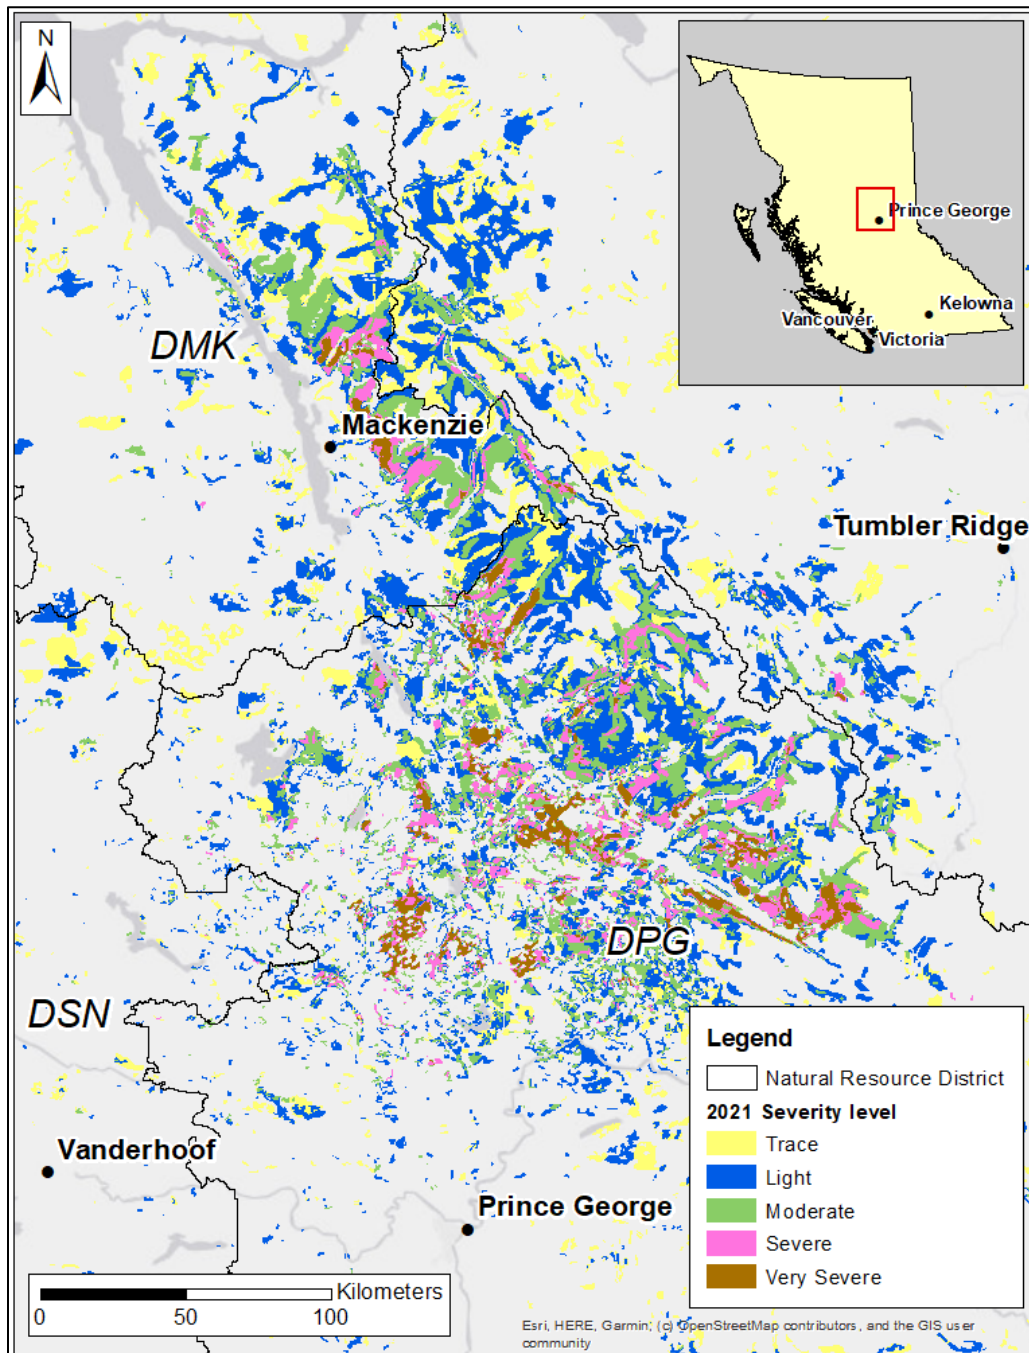 N
Prince George
Kelowna
Vancouver
Victoria
DMK
Mackenzie
Tumbler Ridge
DPG
DSN
Legend
Natural Resource District
2021 Severity level
Trace
Light
Moderate
Severe
Very Severe
Vanderhoof
Prince George
Kilometers
0 50 100
Esri, HERE, Garmin, (c) OpenStreetMap contributors, and the GIS user
community